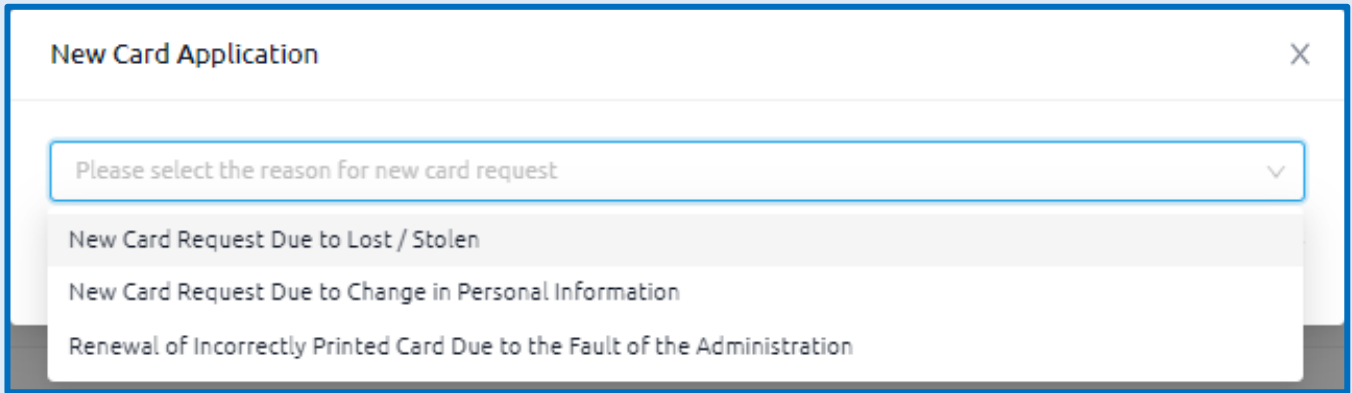 New Card Application
Please select the reason for new card request
New Card Request Due to Lost / Stolen
New Card Request Due to Change in Personal Information
Renewal of Incorrectly Printed Card Due to the Fault of the Administration